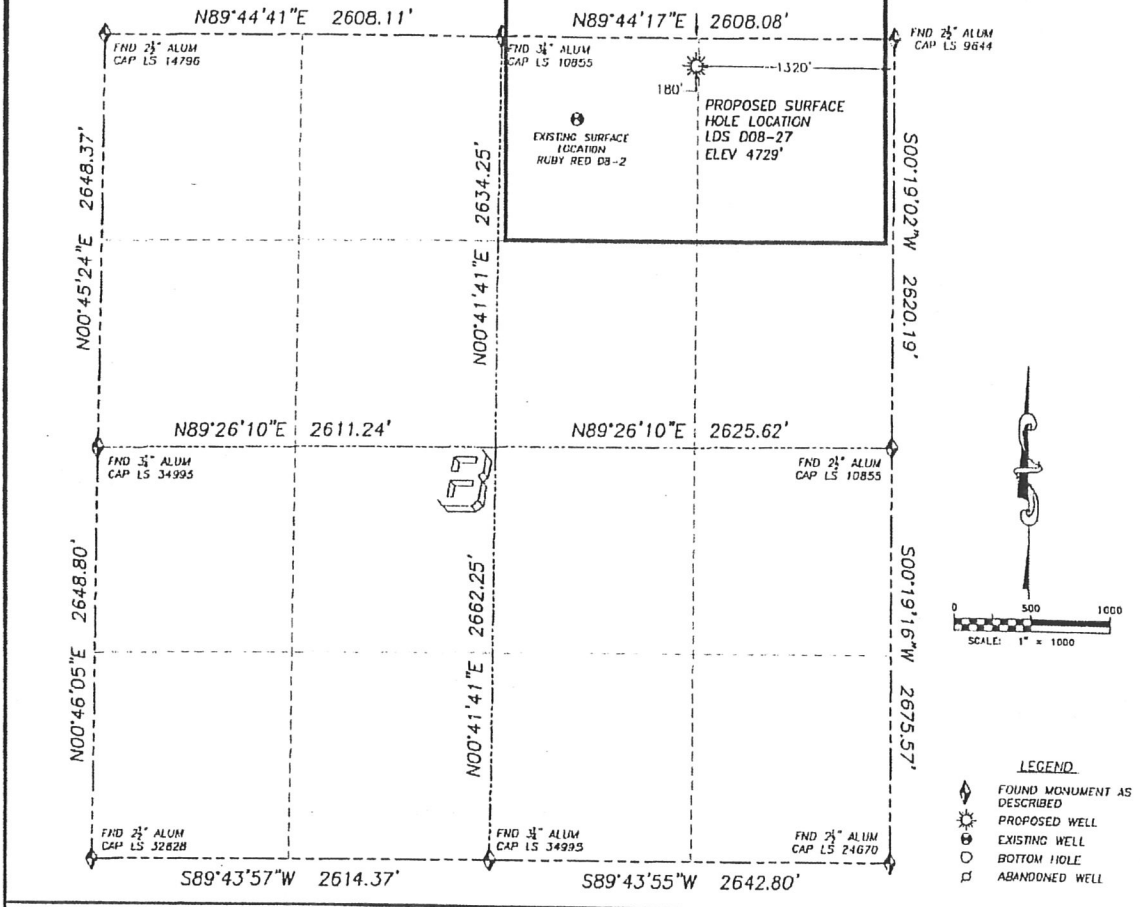 N89°44'41"E 2608.11'
N89°44'17"E 2608.08'
FND 2½" ALUM
CAP LS 14796
FND 3¼" ALUM
CAP LS 10855
FND 2½" ALUM
CAP LS 9644
1320'
180'
PROPOSED SURFACE
HOLE LOCATION
LDS D08-27
ELEV 4729'
EXISTING SURFACE
LOCATION
RUBY RED D8-2
N00°45'24"E 2648.37'
N00°41'41"E 2634.25'
S00°19'02"W 2620.19'
N89°26'10"E 2611.24'
N89°26'10"E 2625.62'
FND 3¼" ALUM
CAP LS 34995
FND 2½" ALUM
CAP LS 10855
8
N00°46'05"E 2648.80'
N00°41'41"E 2662.25'
S00°19'16"W 2675.57'
0 500 1000
SCALE: 1" = 1000
FND 2½" ALUM
CAP LS 32828
FND 3¼" ALUM
CAP LS 34995
FND 2½" ALUM
CAP LS 24670
S89°43'57"W 2614.37'
S89°43'55"W 2642.80'
LEGEND
FOUND MONUMENT AS
DESCRIBED
PROPOSED WELL
EXISTING WELL
BOTTOM HOLE
ABANDONED WELL